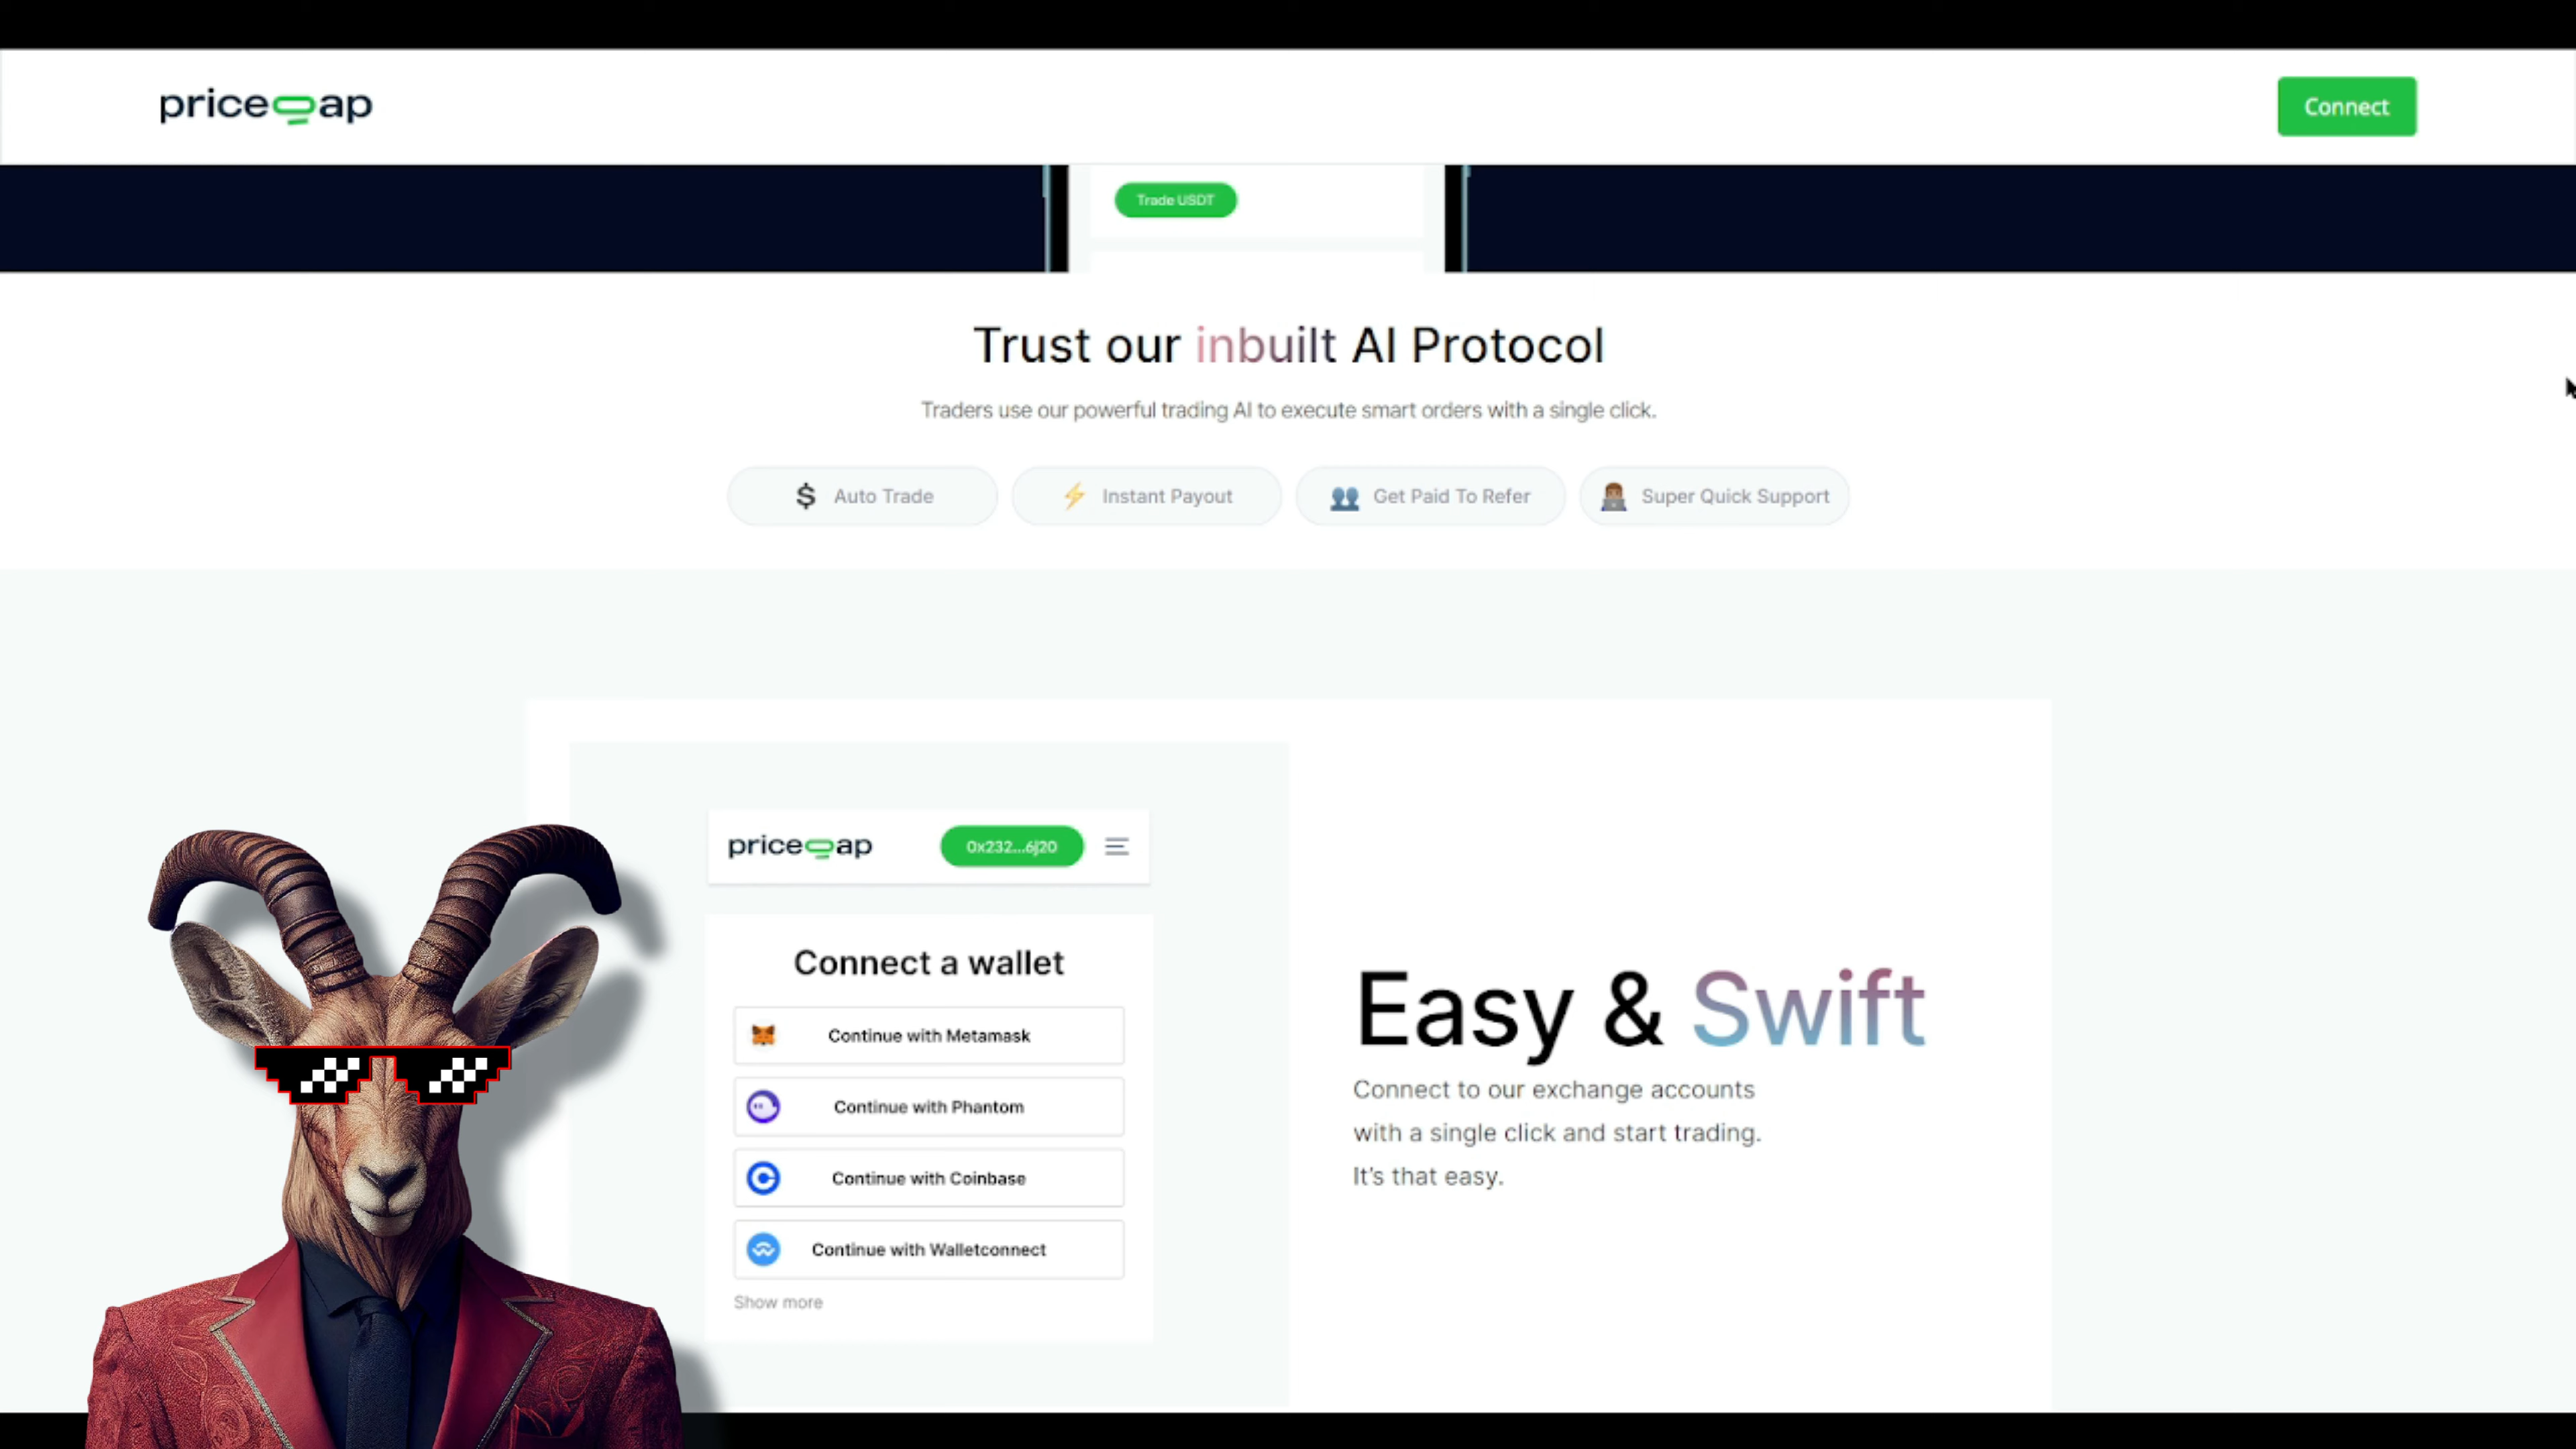 pricegap
Connect
Trade USDT
Trust our inbuilt AI Protocol
Traders use our powerful trading AI to execute smart orders with a single click.
$ Auto Trade
Instant Payout
Get Paid To Refer
Super Quick Support
pricegap
0x232...6j20
Connect a wallet
Continue with Metamask
Continue with Phantom
Continue with Coinbase
Continue with Walletconnect
Show more
Easy & Swift
Connect to our exchange accounts
with a single click and start trading.
It's that easy.